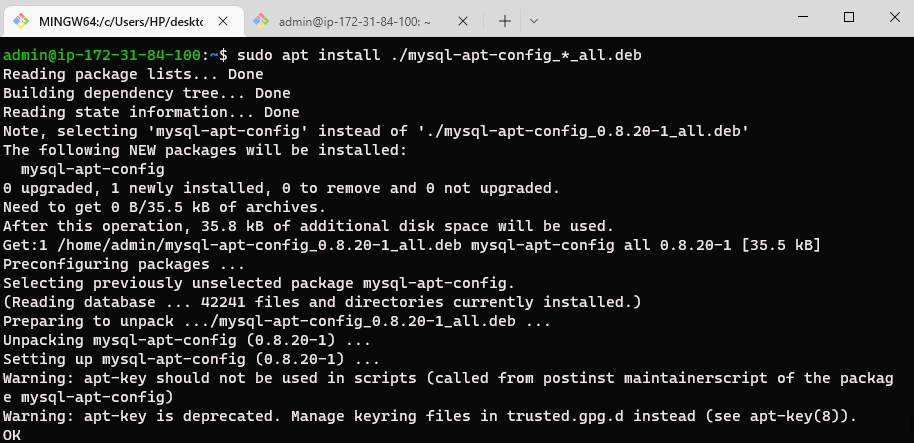 MINGW64:/c/Users/HP/deskto
admin@ip-172-31-84-100: ~
admin@ip-172-31-84-100:~$ sudo apt install ./mysql-apt-config_*_all.deb
Reading package lists... Done
Building dependency tree... Done
Reading state information... Done
Note, selecting 'mysql-apt-config' instead of './mysql-apt-config_0.8.20-1_all.deb'
The following NEW packages will be installed:
  mysql-apt-config
0 upgraded, 1 newly installed, 0 to remove and 0 not upgraded.
Need to get 0 B/35.5 kB of archives.
After this operation, 35.8 kB of additional disk space will be used.
Get:1 /home/admin/mysql-apt-config_0.8.20-1_all.deb mysql-apt-config all 0.8.20-1 [35.5 kB]
Preconfiguring packages ...
Selecting previously unselected package mysql-apt-config.
(Reading database ... 42241 files and directories currently installed.)
Preparing to unpack .../mysql-apt-config_0.8.20-1_all.deb ...
Unpacking mysql-apt-config (0.8.20-1) ...
Setting up mysql-apt-config (0.8.20-1) ...
Warning: apt-key should not be used in scripts (called from postinst maintainerscript of the packag
e mysql-apt-config)
Warning: apt-key is deprecated. Manage keyring files in trusted.gpg.d instead (see apt-key(8)).
OK